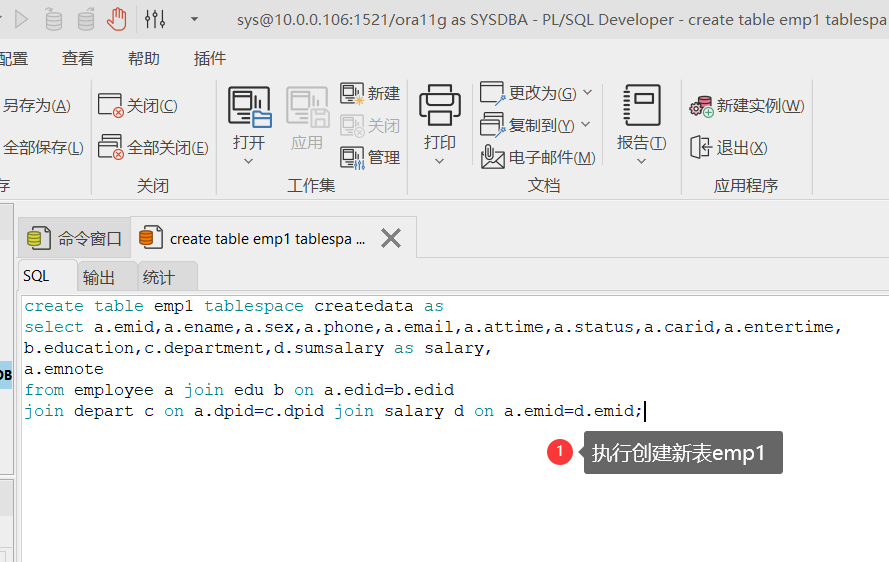 sys@10.0.0.106:1521/ora11g as SYSDBA - PL/SQL Developer - create table emp1 tablespa
配置 查看 帮助 插件
另存为(A) 关闭(C) 打开 应用 新建 关闭 管理 打印 更改为(G) 复制到(Y) 电子邮件(M) 报告(T) 新建实例(W)
全部保存(L) 全部关闭(E) 退出(X)
存 关闭 工作集 文档 应用程序
命令窗口 create table emp1 tablespa ...
SQL 输出 统计
create table emp1 tablespace createdata as
select a.emid,a.ename,a.sex,a.phone,a.email,a.attime,a.status,a.carid,a.entertime,
b.education,c.department,d.sumsalary as salary,
a.emnote
from employee a join edu b on a.edid=b.edid
join depart c on a.dpid=c.dpid join salary d on a.emid=d.emid;
1 执行创建新表emp1
DB